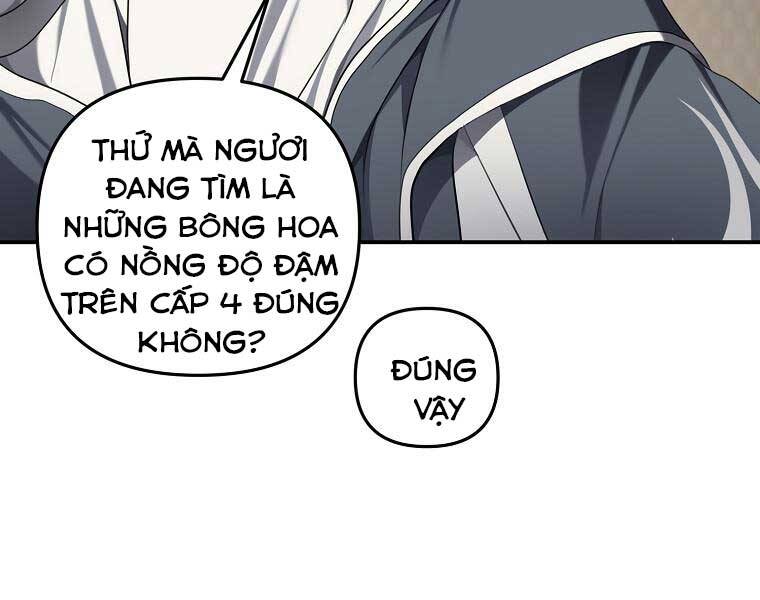 THỨ MÀ NGƯƠI
ĐANG TÌM LÀ
NHỮNG BÔNG HOA
CÓ NỒNG ĐỘ ĐẬM
TRÊN CẤP 4 ĐÚNG
KHÔNG?
ĐÚNG
VẬY